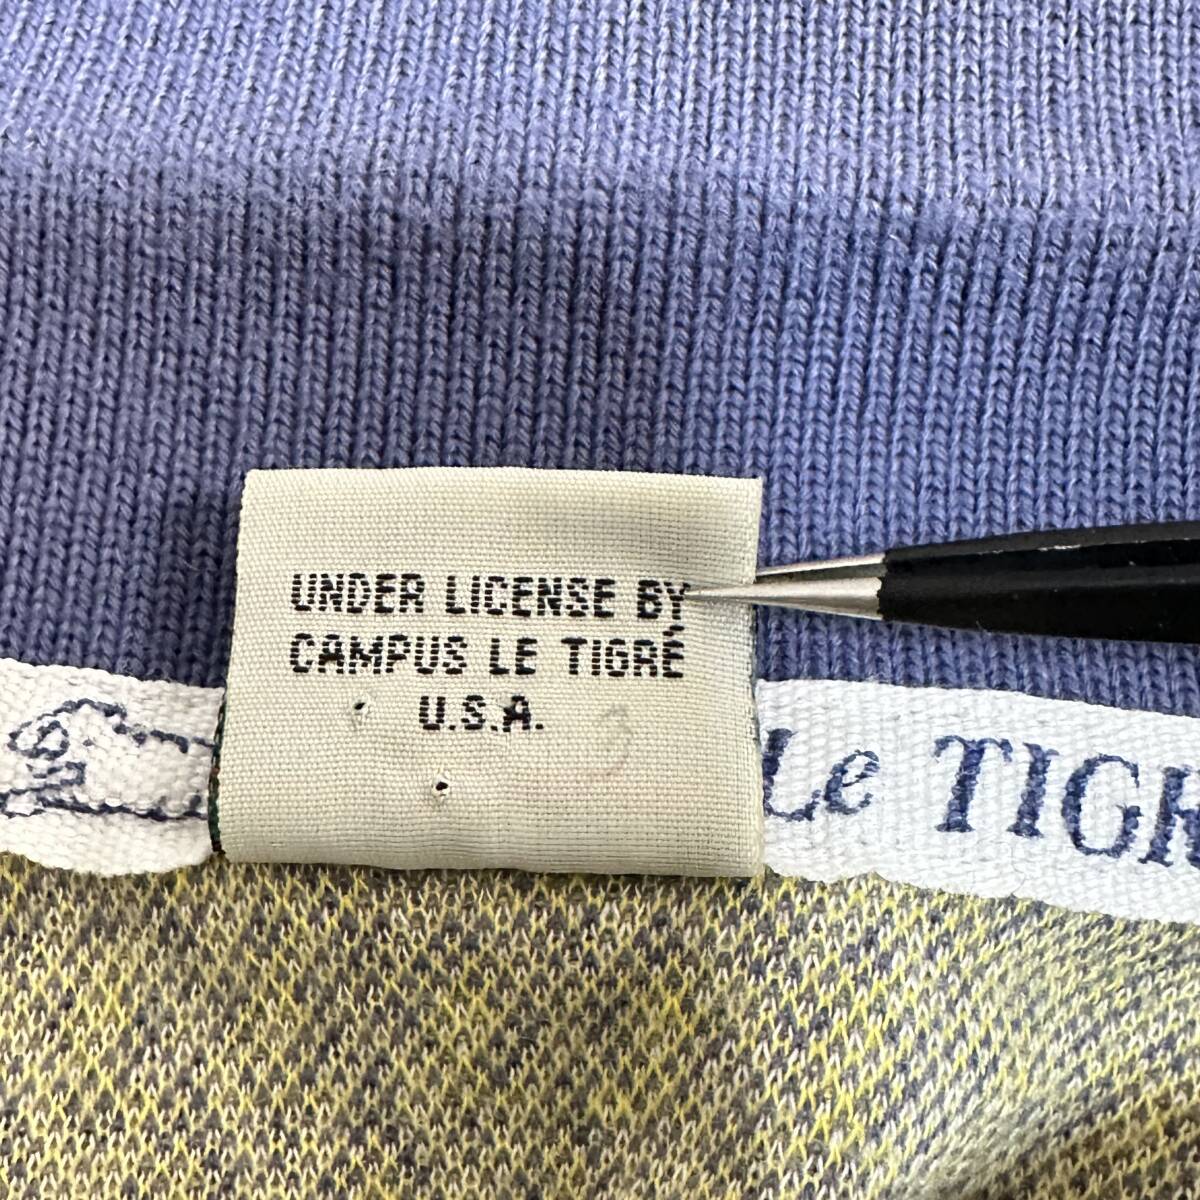 UNDER LICENSE BY
CAMPUS LE TIGRÉ
U.S.A.
Le TIGR